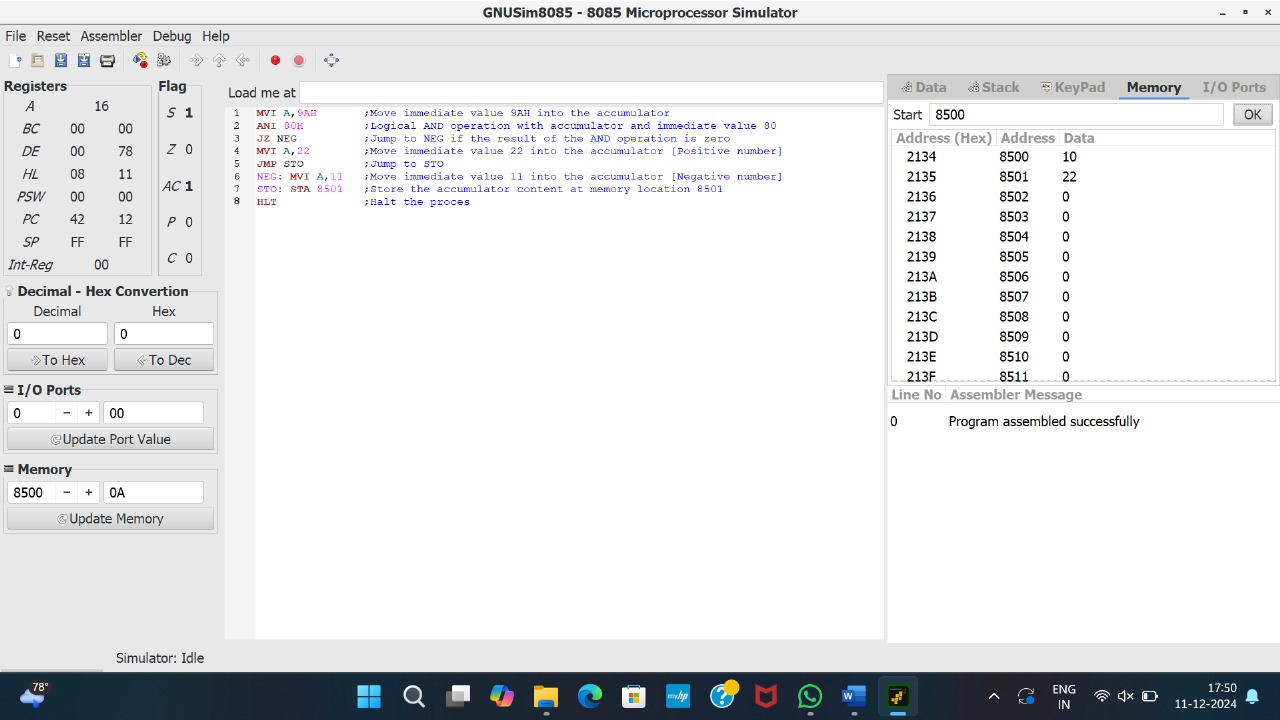 GNUSim8085 - 8085 Microprocessor Simulator
File Reset Assembler Debug Help
Registers
A 16
BC 00 00
DE 00 78
HL 08 11
PSW 00 00
PC 42 12
SP FF FF
Int-Reg 00
Flag
S 1
Z 0
AC 1
P 0
C 0
Decimal - Hex Convertion
Decimal Hex
0 0
To Hex To Dec
I/O Ports
0 - + 00
Update Port Value
Memory
8500 - + 0A
Update Memory
Load me at
1 MVI A,9AH ;Move immediate value 9AH into the accumulator
2 ANI 80H ;Logical AND operation with accumulator and immediate value 80
3 JZ NEG ;Jump to NEG if the result of the AND operation is zero
4 MVI A,22 ;Move immediate value 22 into the accumulator [Positive number]
5 JMP STO ;Jump to STO
6 NEG: MVI A,11 ;Move immediate value 11 into the accumulator [Negative number]
7 STO: STA 8501 ;Store the accumulator content at memory location 8501
8 HLT ;Halt the proces
Data Stack KeyPad Memory I/O Ports
Start 8500 OK
Address (Hex) Address Data
2134 8500 10
2135 8501 22
2136 8502 0
2137 8503 0
2138 8504 0
2139 8505 0
213A 8506 0
213B 8507 0
213C 8508 0
213D 8509 0
213E 8510 0
213F 8511 0
Line No Assembler Message
0 Program assembled successfully
Simulator: Idle
78°
myhp
ENG
IN
17:50
11-12-2024